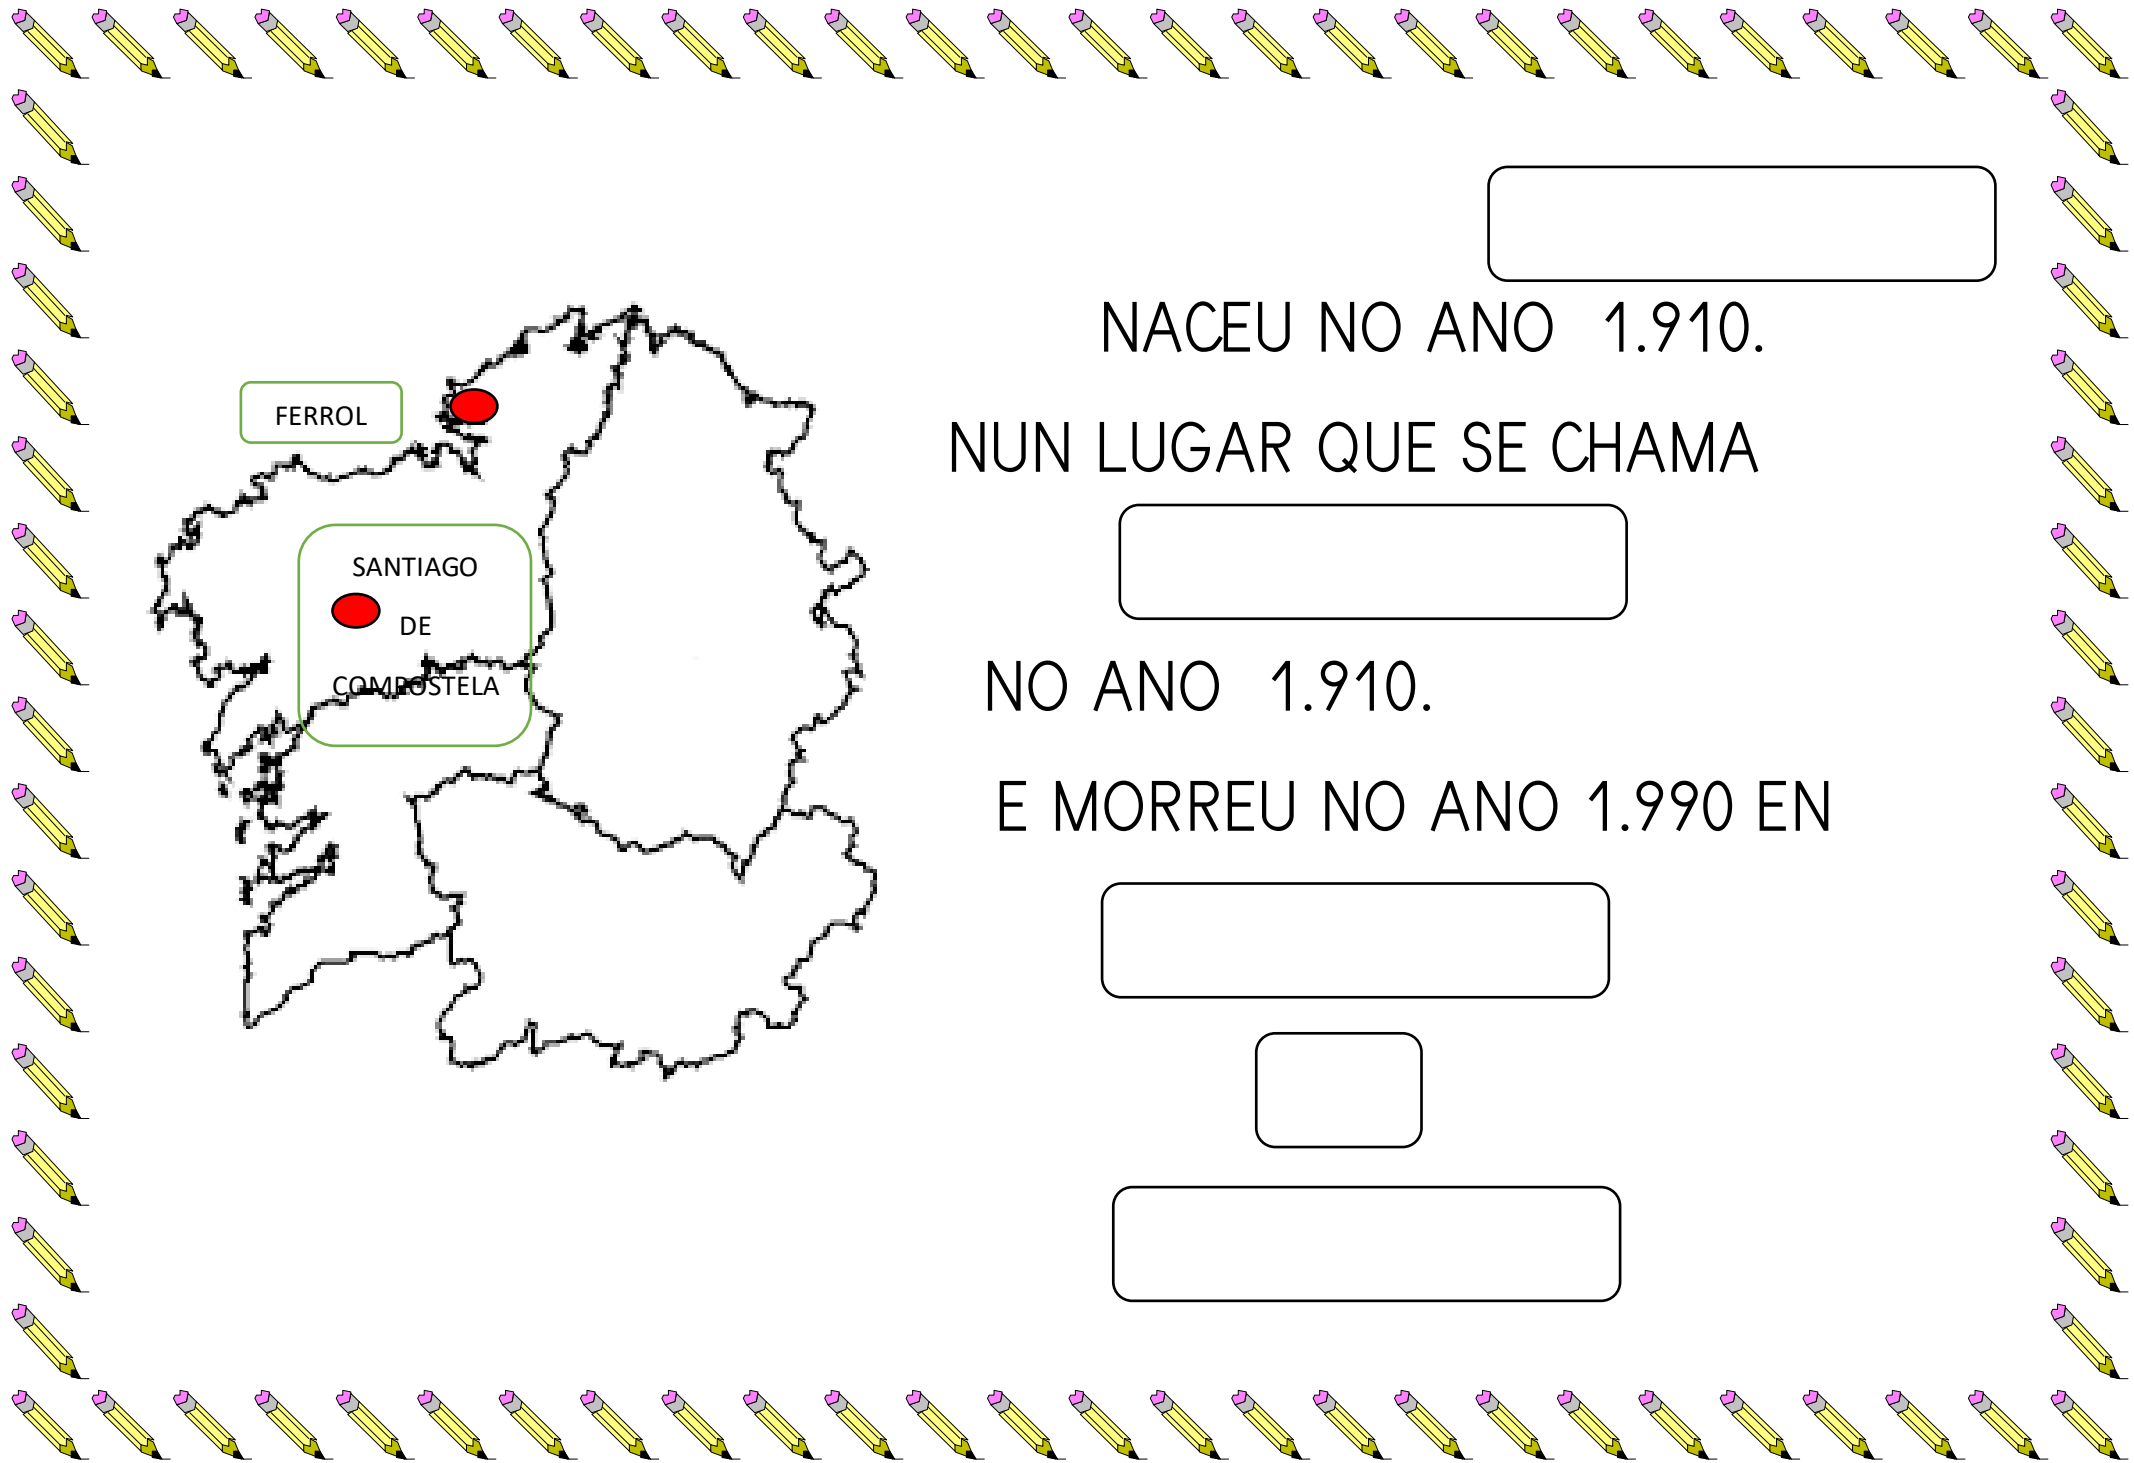 FERROL
SANTIAGO
DE
COMPOSTELA
NACEU NO ANO 1.910.
NUN LUGAR QUE SE CHAMA
NO ANO 1.910.
E MORREU NO ANO 1.990 EN